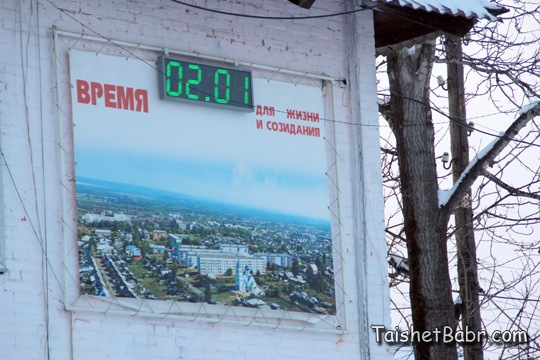 ВРЕМЯ
02.01
ДЛЯ ЖИЗНИ
И СОЗИДАНИЯ
TaishetBabr.com